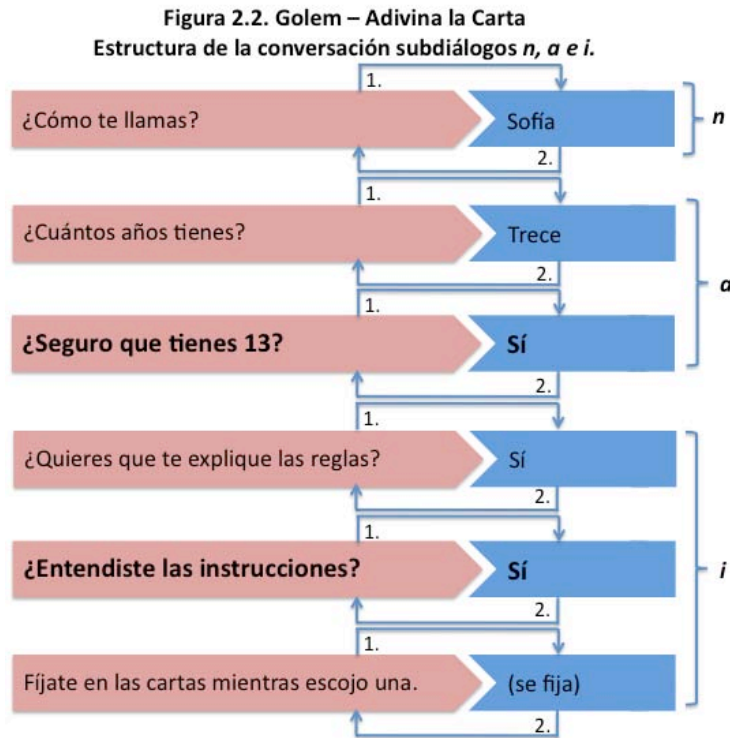 Figura 2.2. Golem – Adivina la Carta
Estructura de la conversación subdiálogos n, a e i.
1.
¿Cómo te llamas? Sofía n
2.
1.
¿Cuántos años tienes? Trece
2.
a
1.
¿Seguro que tienes 13? Sí
2.
1.
¿Quieres que te explique las reglas? Sí
2.
1.
¿Entendiste las instrucciones? Sí i
2.
1.
Fíjate en las cartas mientras escojo una. (se fija)
2.